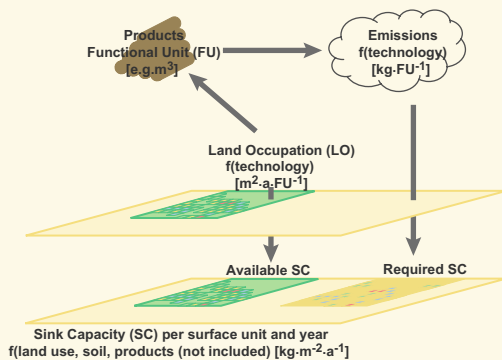 Products
Functional Unit (FU)
[e.g.m³]
Emissions
f(technology)
[kg·FU⁻¹]
Land Occupation (LO)
f(technology)
[m²·a·FU⁻¹]
Available SC
Required SC
Sink Capacity (SC) per surface unit and year
f(land use, soil, products (not included) [kg·m⁻²·a⁻¹]